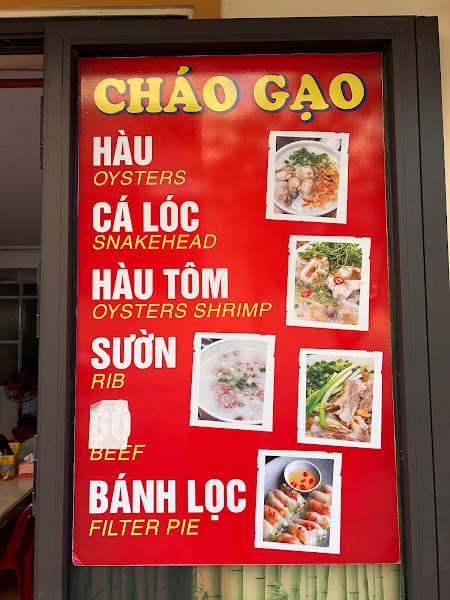 CHÁO GẠO
HÀU
OYSTERS
CÁ LÓC
SNAKEHEAD
HÀU TÔM
OYSTERS SHRIMP
SƯỜN
RIB
BEEF
BÁNH LỌC
FILTER PIE